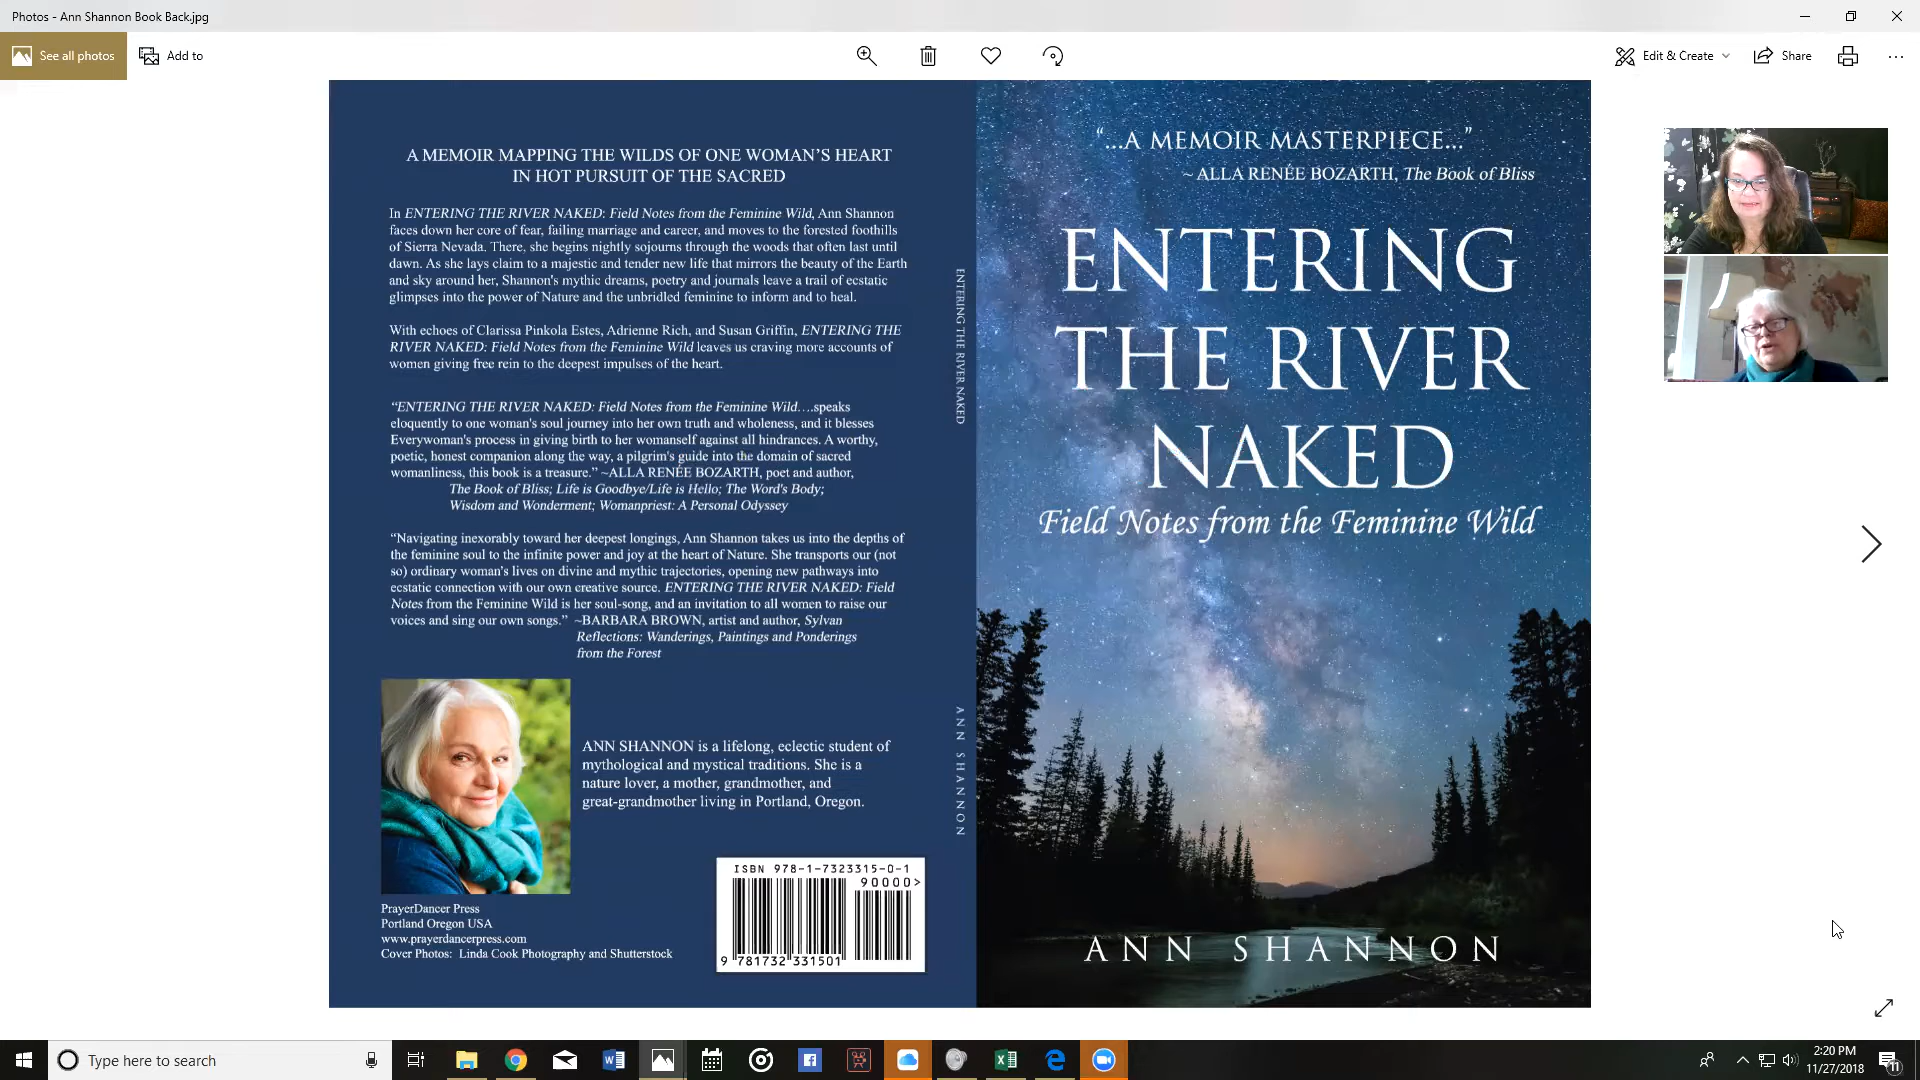 Photos - Ann Shannon Book Back.jpg
See all photos
Add to
Edit & Create
Share
A MEMOIR MAPPING THE WILDS OF ONE WOMAN'S HEART
IN HOT PURSUIT OF THE SACRED
In ENTERING THE RIVER NAKED: Field Notes from the Feminine Wild, Ann Shannon
faces down her core of fear, failing marriage and career, and moves to the forested foothills
of Sierra Nevada. There, she begins nightly sojourns through the woods that often last until
dawn. As she lays claim to a majestic and tender new life that mirrors the beauty of the Earth
and sky around her, Shannon's mythic dreams, poetry and journals leave a trail of ecstatic
glimpses into the power of Nature and the unbridled feminine to inform and to heal.
With echoes of Clarissa Pinkola Estes, Adrienne Rich, and Susan Griffin, ENTERING THE
RIVER NAKED: Field Notes from the Feminine Wild leaves us craving more accounts of
women giving free rein to the deepest impulses of the heart.
“ENTERING THE RIVER NAKED: Field Notes from the Feminine Wild….speaks
eloquently to one woman's soul journey into her own truth and wholeness, and it blesses
Everywoman's process in giving birth to her womanself against all hindrances. A worthy,
poetic, honest companion along the way, a pilgrim's guide into the domain of sacred
womanliness, this book is a treasure.” ~ALLA RENÉE BOZARTH, poet and author,
The Book of Bliss; Life is Goodbye/Life is Hello; The Word's Body;
Wisdom and Wonderment; Womanpriest: A Personal Odyssey
“Navigating inexorably toward her deepest longings, Ann Shannon takes us into the depths of
the feminine soul to the infinite power and joy at the heart of Nature. She transports our (not
so) ordinary woman's lives on divine and mythic trajectories, opening new pathways into
ecstatic connection with our own creative source. ENTERING THE RIVER NAKED: Field
Notes from the Feminine Wild is her soul-song, and an invitation to all women to raise our
voices and sing our own songs.” ~BARBARA BROWN, artist and author, Sylvan
Reflections: Wanderings, Paintings and Ponderings
from the Forest
ANN SHANNON is a lifelong, eclectic student of
mythological and mystical traditions. She is a
nature lover, a mother, grandmother, and
great-grandmother living in Portland, Oregon.
PrayerDancer Press
Portland Oregon USA
www.prayerdancerpress.com
Cover Photos: Linda Cook Photography and Shutterstock
ISBN 978-1-7323315-0-1
90000>
9 781732 331501
ENTERING THE RIVER NAKED
ANN SHANNON
“...A MEMOIR MASTERPIECE...”
~ ALLA RENÉE BOZARTH, The Book of Bliss
ENTERING
THE RIVER
NAKED
Field Notes from the Feminine Wild
ANN SHANNON
Type here to search
2:20 PM
11/27/2018
11